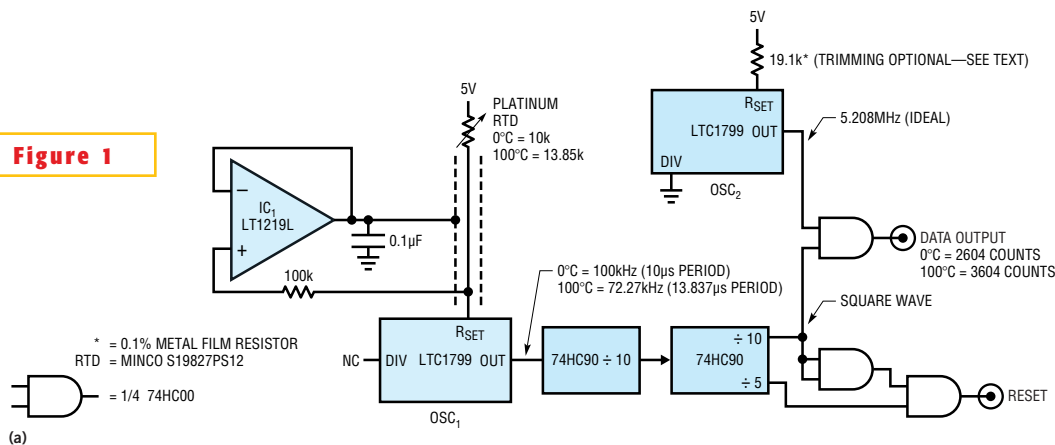 Figure 1
5V
PLATINUM
RTD
0°C = 10k
100°C = 13.85k
–
+
IC1
LT1219L
0.1µF
100k
5V
19.1k* (TRIMMING OPTIONAL—SEE TEXT)
RSET
LTC1799 OUT
DIV
OSC2
5.208MHz (IDEAL)
DATA OUTPUT
0°C = 2604 COUNTS
100°C = 3604 COUNTS
0°C = 100kHz (10µs PERIOD)
100°C = 72.27kHz (13.837µs PERIOD)
SQUARE WAVE
RSET
NC
DIV LTC1799 OUT
OSC1
74HC90 ÷ 10
74HC90
÷ 10
÷ 5
RESET
* = 0.1% METAL FILM RESISTOR
RTD = MINCO S19827PS12
= 1/4 74HC00
(a)